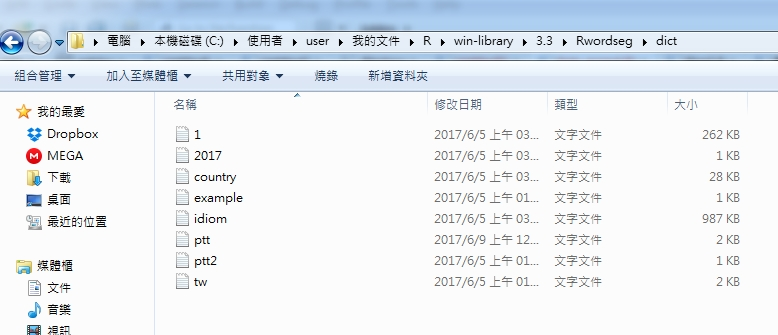 電腦 ▸ 本機磁碟 (C:) ▸ 使用者 ▸ user ▸ 我的文件 ▸ R ▸ win-library ▸ 3.3 ▸ Rwordseg ▸ dict
組合管理 加入至媒體櫃 共用對象 燒錄 新增資料夾
我的最愛
Dropbox
MEGA
下載
桌面
最近的位置
媒體櫃
文件
音樂
視訊
名稱 修改日期 類型 大小
1 2017/6/5 上午 03... 文字文件 262 KB
2017 2017/6/5 上午 03... 文字文件 1 KB
country 2017/6/5 上午 03... 文字文件 28 KB
example 2017/6/5 上午 01... 文字文件 1 KB
idiom 2017/6/5 上午 03... 文字文件 987 KB
ptt 2017/6/9 上午 12... 文字文件 2 KB
ptt2 2017/6/5 上午 01... 文字文件 1 KB
tw 2017/6/5 上午 01... 文字文件 2 KB